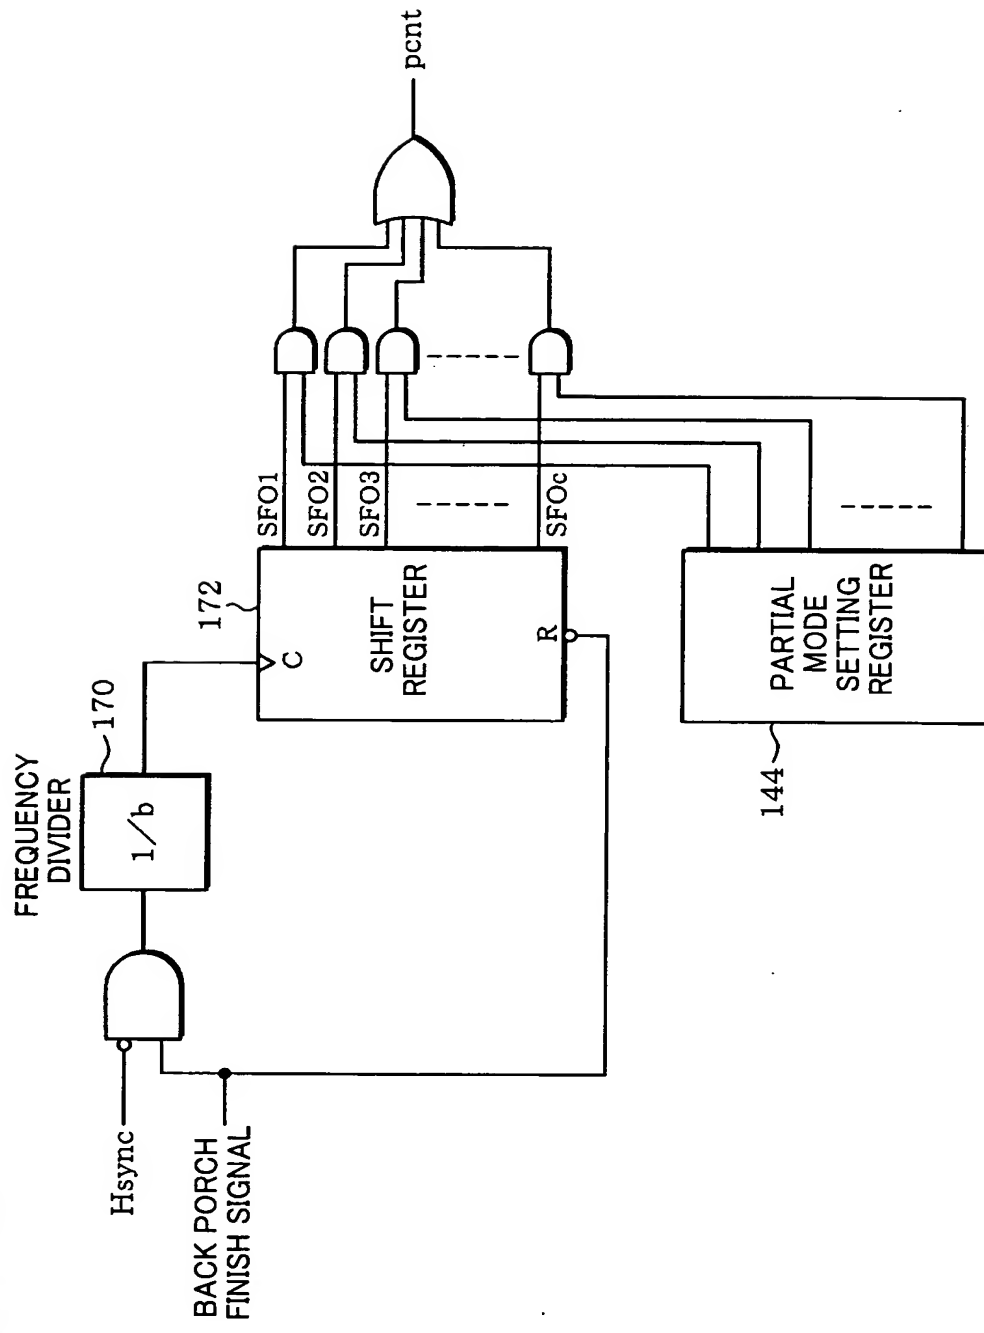 Hsync
BACK PORCH
FINISH SIGNAL
FREQUENCY
DIVIDER
1/b
170
172
C
SHIFT
REGISTER
R
SFO1
SFO2
SFO3
SFOc
144
PARTIAL
MODE
SETTING
REGISTER
pcnt